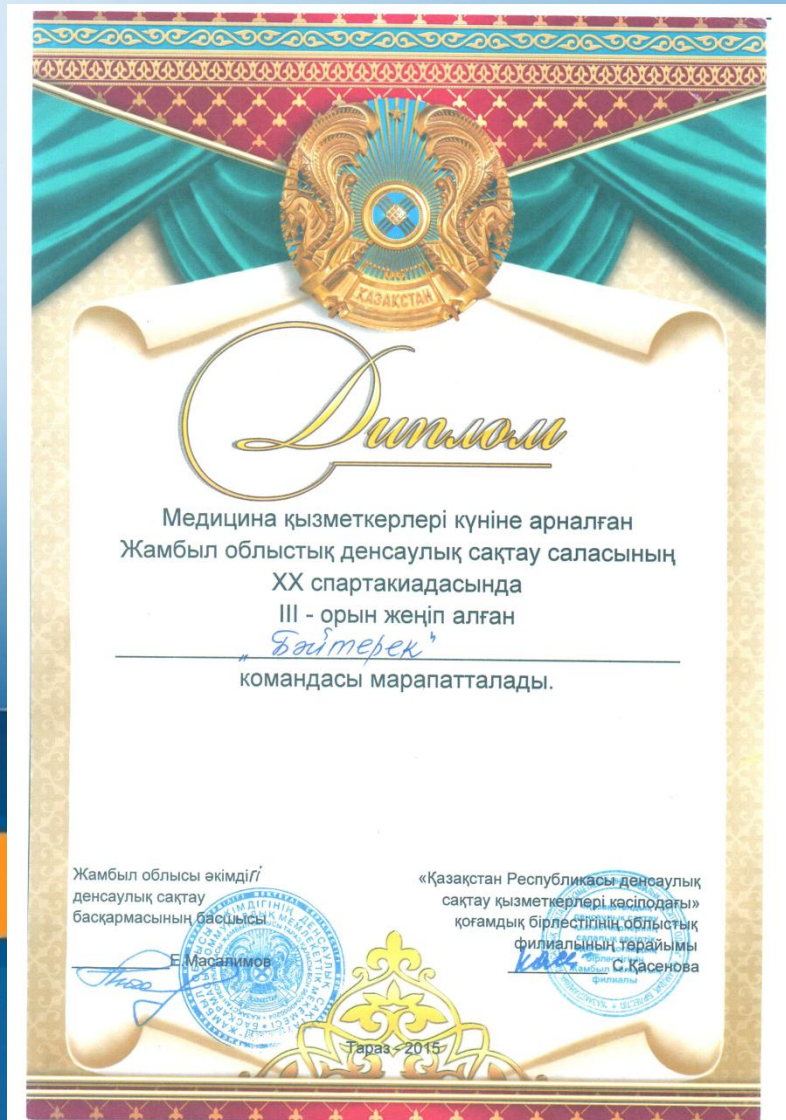 ҚАЗАҚСТАН
Диплом
Медицина қызметкерлері күніне арналған
Жамбыл облыстық денсаулық сақтау саласының
XX спартакиадасында
III - орын жеңіп алған
"Бәйтерек"
командасы марапатталады.
Жамбыл облысы әкімдігі
денсаулық сақтау
басқармасының басшысы
Е.Масалимов
«Қазақстан Республикасы денсаулық
сақтау қызметкерлері кәсіподағы»
қоғамдық бірлестігінің облыстық
филиалының төрайымы
С.Қасенова
Тараз - 2015